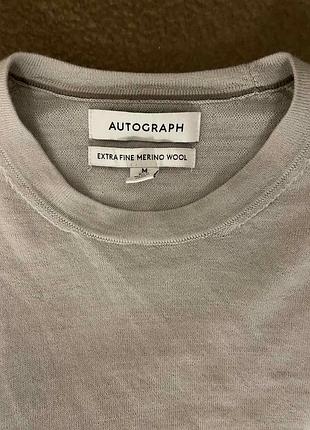 AUTOGRAPH
EXTRA FINE MERINO WOOL
M